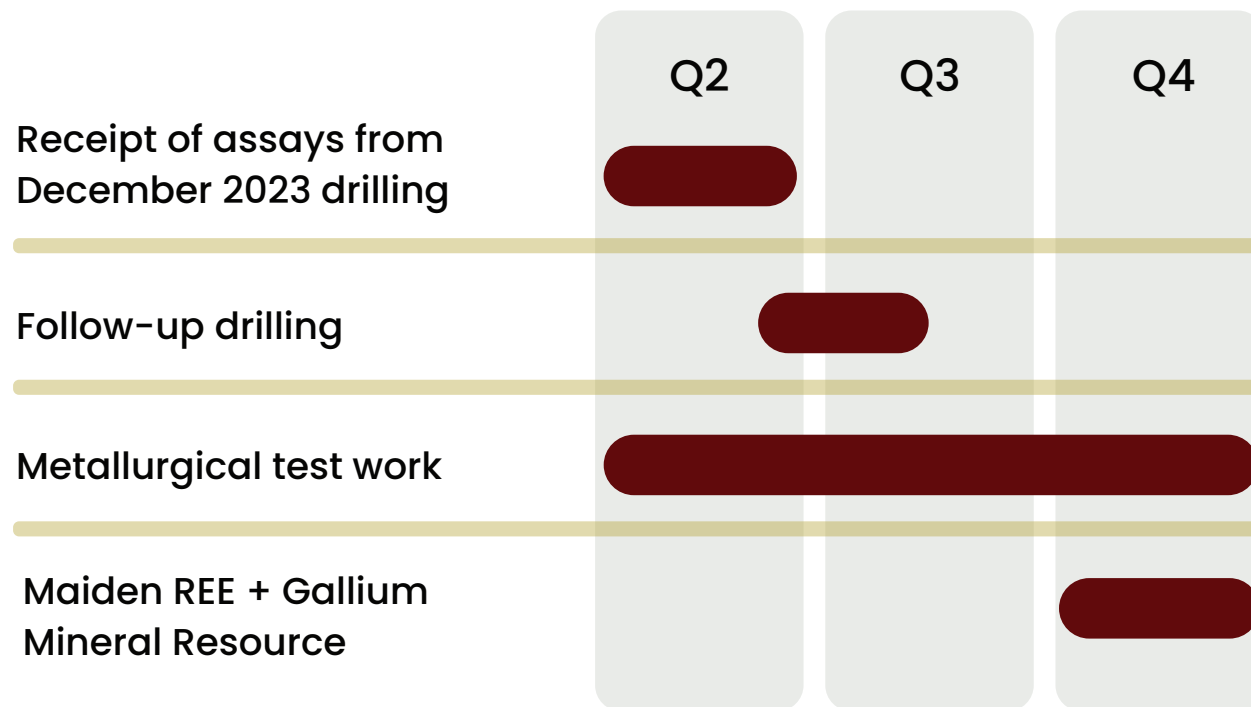 Q2 Q3 Q4
Receipt of assays from
December 2023 drilling
Follow-up drilling
Metallurgical test work
Maiden REE + Gallium
Mineral Resource